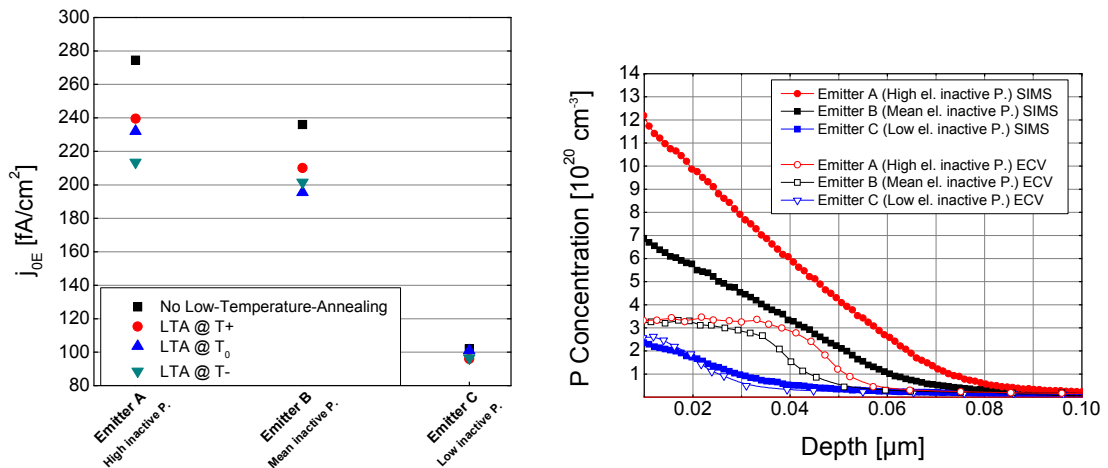 300
280
260
240
220
200
180
160
140
120
100
80
j0E [fA/cm²]
No Low-Temperature-Annealing
LTA @ T+
LTA @ T0
LTA @ T-
Emitter A
High inactive P.
Emitter B
Mean inactive P.
Emitter C
Low inactive P.
14
13
12
11
10
9
8
7
6
5
4
3
2
1
P Concentration [10²⁰ cm⁻³]
Emitter A (High el. inactive P.) SIMS
Emitter B (Mean el. inactive P.) SIMS
Emitter C (Low el. inactive P.) SIMS
Emitter A (High el. inactive P.) ECV
Emitter B (Mean el. inactive P.) ECV
Emitter C (Low el. inactive P.) ECV
0.02 0.04 0.06 0.08 0.10
Depth [µm]